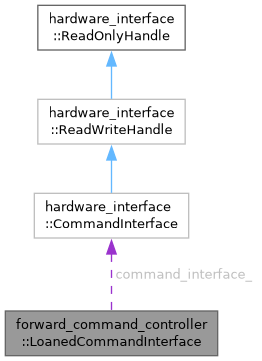 hardware_interface
::ReadOnlyHandle
hardware_interface
::ReadWriteHandle
hardware_interface
::CommandInterface
command_interface_
forward_command_controller
::LoanedCommandInterface